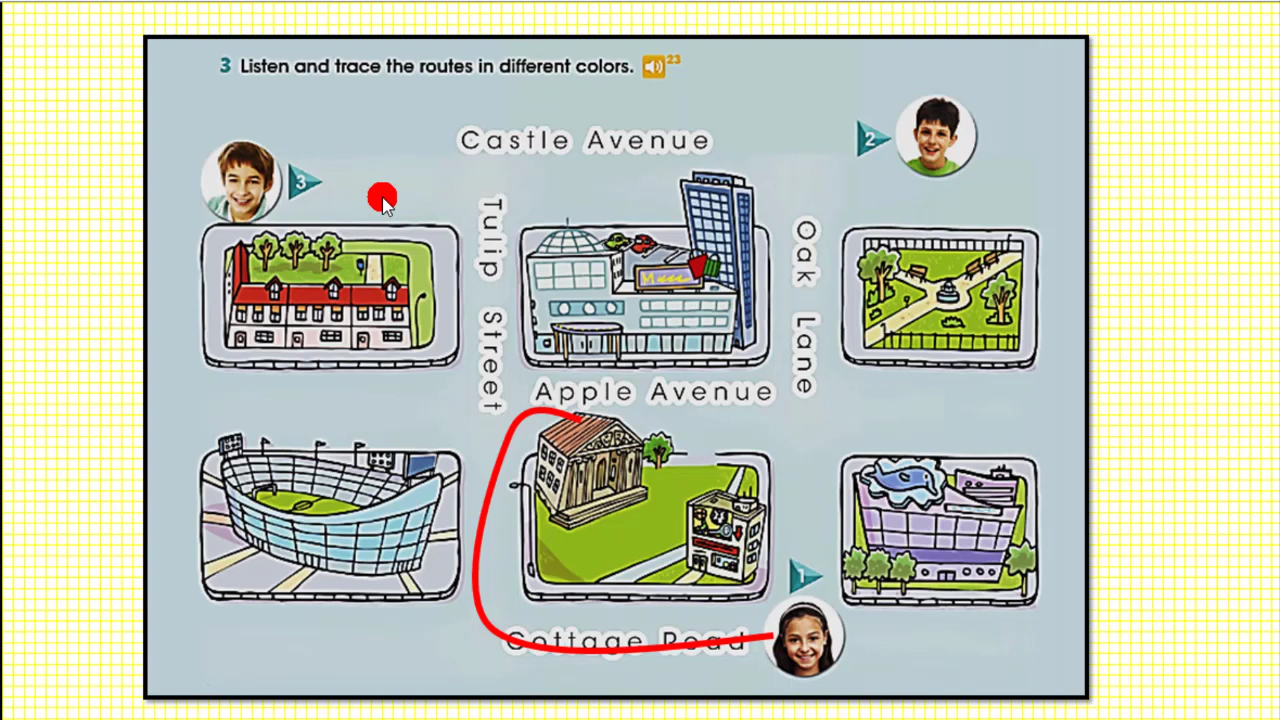 3 Listen and trace the routes in different colors. 23
Castle Avenue
2
3
Tulip Street
Oak Lane
Apple Avenue
1
Cottage Road